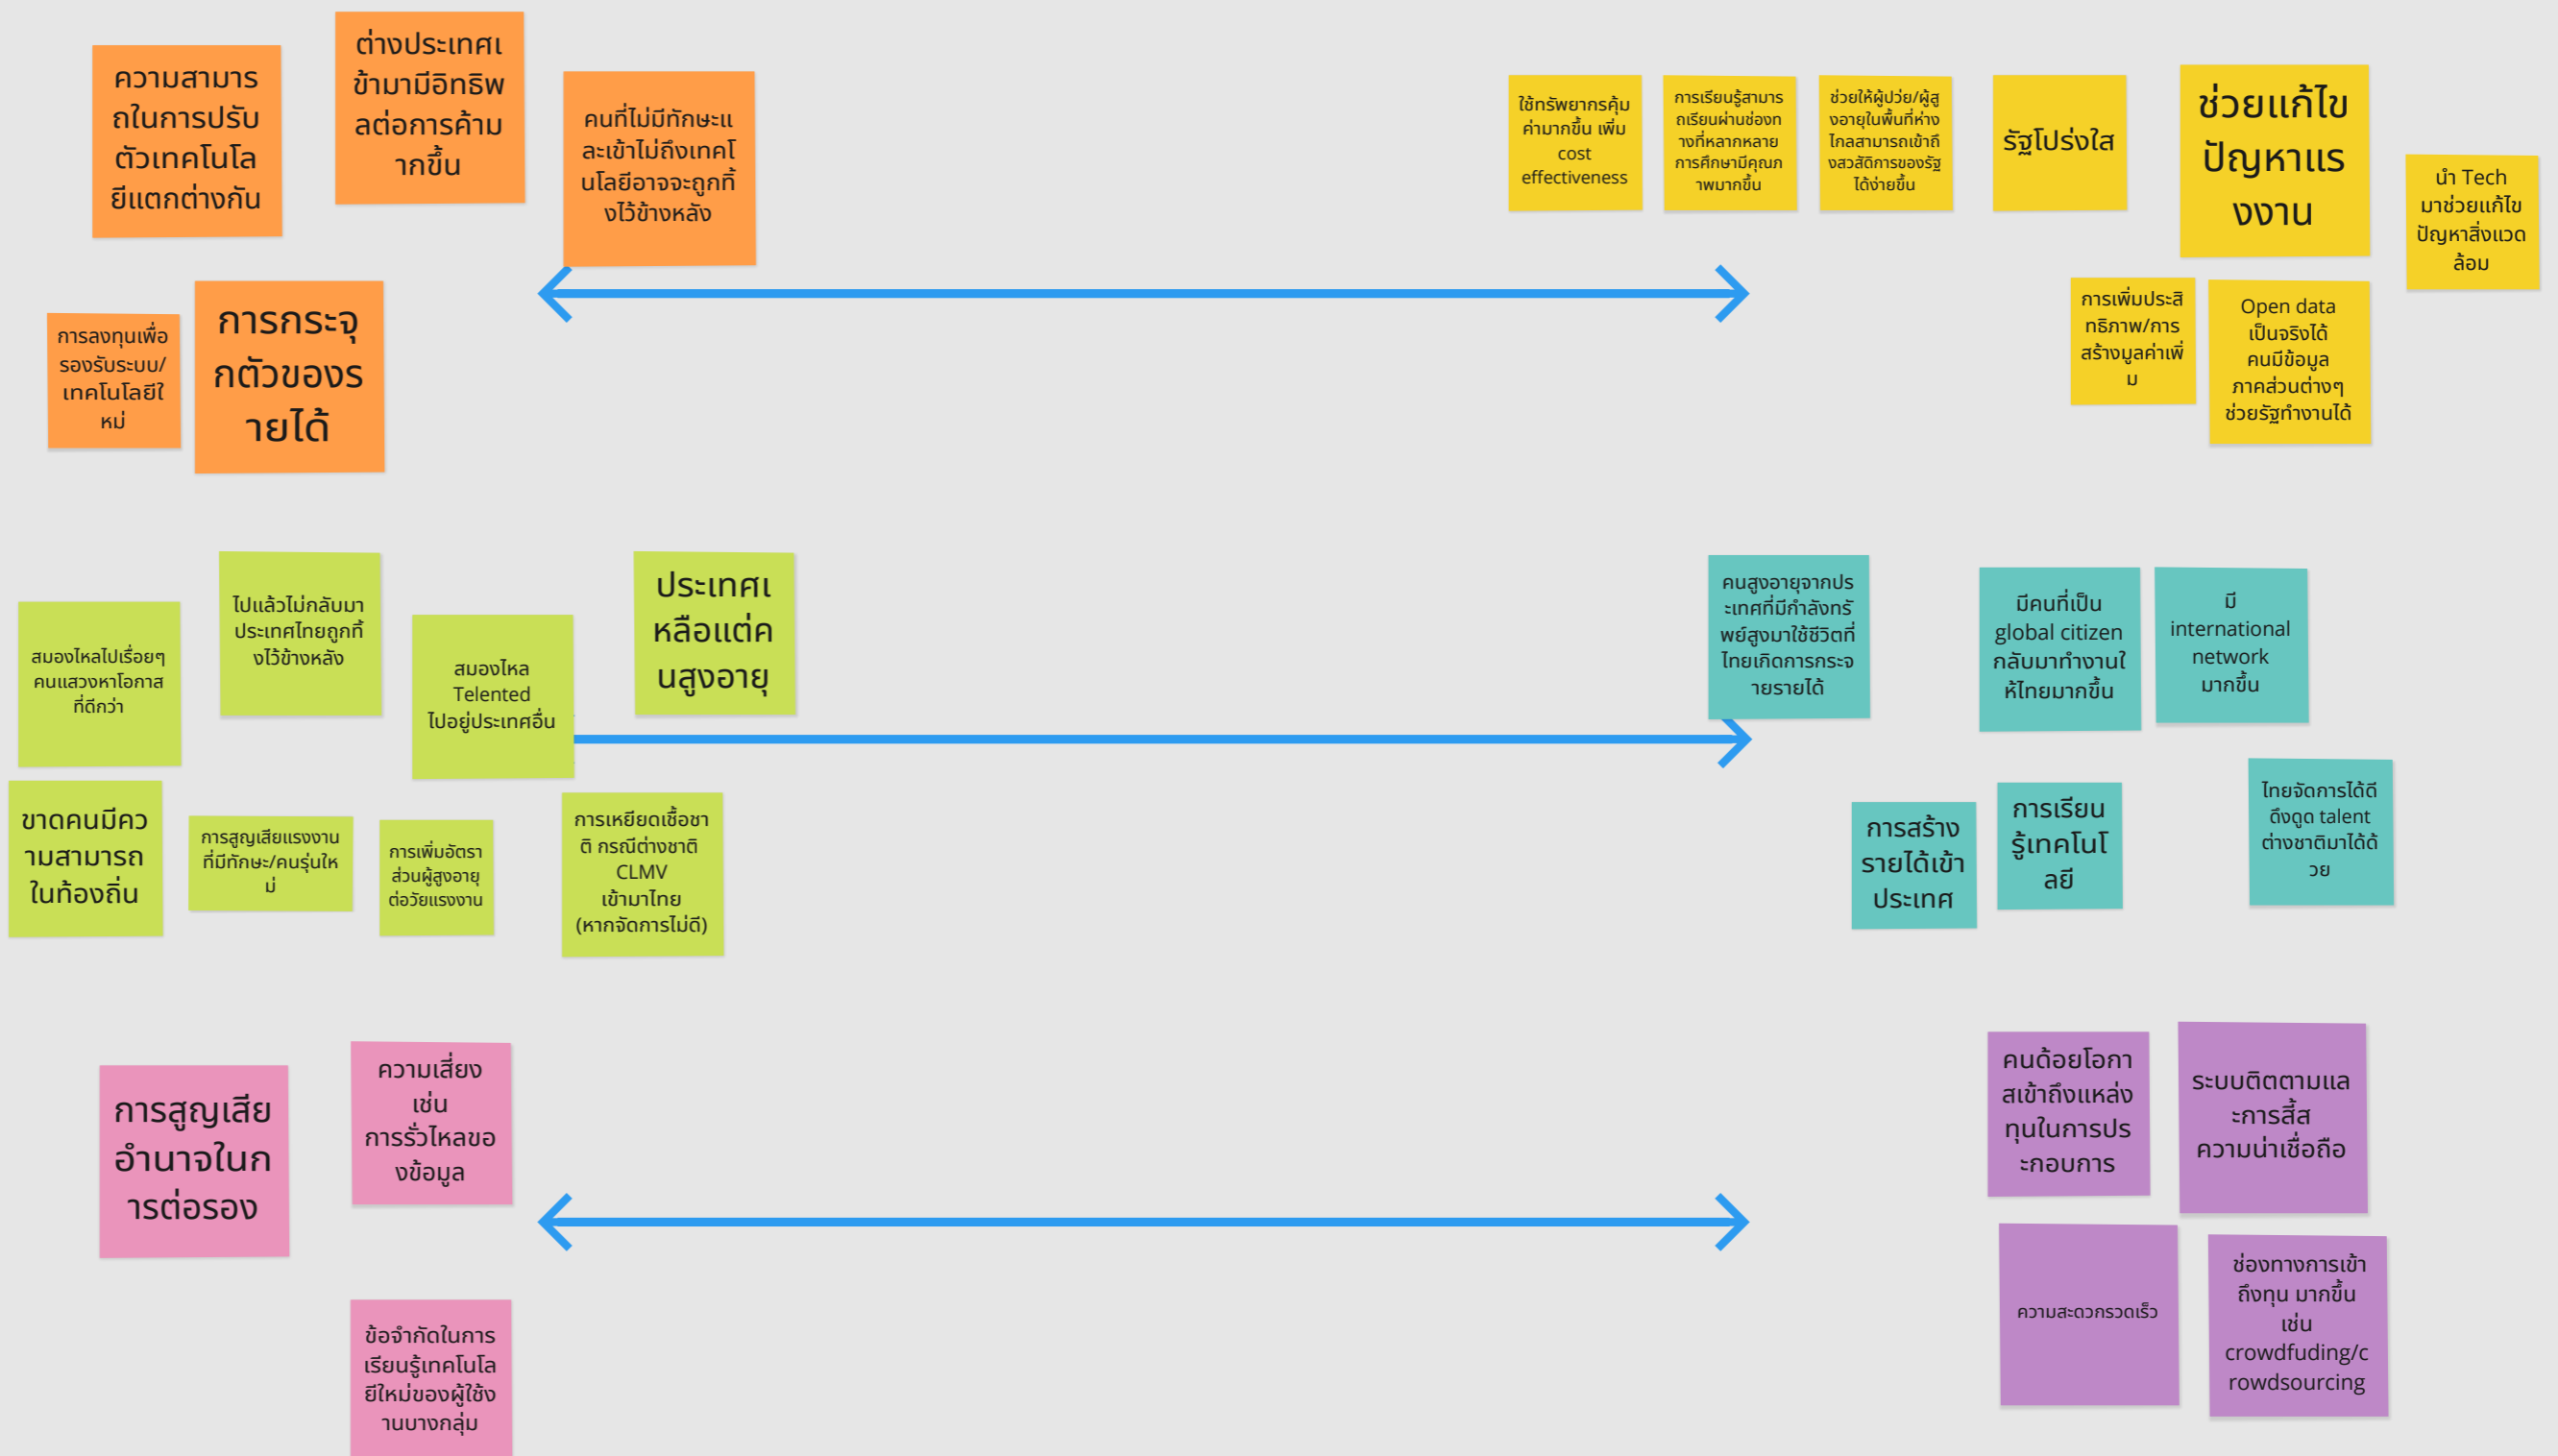 ความสามาร
ถในการปรับ
ตัวเทคโนโล
ยีแตกต่างกัน
ต่างประเทศเ
ข้ามามีอิทธิพ
ลต่อการค้าม
ากขึ้น
คนที่ไม่มีทักษะแ
ละเข้าไม่ถึงเทคโ
นโลยีอาจจะถูกทิ้
งไว้ข้างหลัง
การลงทุนเพื่อ
รองรับระบบ/
เทคโนโลยีใ
หม่
การกระจุ
กตัวของร
ายได้
ใช้ทรัพยากรคุ้ม
ค่ามากขึ้น เพิ่ม
cost
effectiveness
การเรียนรู้สามาร
ถเรียนผ่านช่องท
างที่หลากหลาย
การศึกษามีคุณภ
าพมากขึ้น
ช่วยให้ผู้ปว่ย/ผู้สู
งอายุในพื้นที่ห่าง
ไกลสามารถเข้าถึ
งสวสัดิการของรัฐ
ได้ง่ายขึ้น
รัฐโปร่งใส
ช่วยแก้ไข
ปัญหาแร
งงาน
นำ Tech
มาช่วยแก้ไข
ปัญหาสิ่งแวด
ล้อม
การเพิ่มประสิ
ทธิภาพ/การ
สร้างมูลค่าเพิ่
ม
Open data
เป็นจริงได้
คนมีข้อมูล
ภาคส่วนต่างๆ
ช่วยรัฐทำงานได้
สมองไหลไปเรื่อยๆ
คนแสวงหาโอกาส
ที่ดีกว่า
ไปแล้วไม่กลับมา
ประเทศไทยถูกทิ้
งไว้ข้างหลัง
สมองไหล
Telented
ไปอยู่ประเทศอื่น
ประเทศเ
หลือแต่ค
นสูงอายุ
ขาดคนมีคว
ามสามารถ
ในท้องถิ่น
การสูญเสียแรงงาน
ที่มีทักษะ/คนรุ่นให
ม่
การเพิ่มอัตรา
ส่วนผู้สูงอายุ
ต่อวัยแรงงาน
การเหยียดเชื้อชา
ติ กรณีต่างชาติ
CLMV
เข้ามาไทย
(หากจัดการไม่ดี)
คนสูงอายุจากปร
ะเทศที่มีกำลังทรั
พย์สูงมาใช้ชีวิตที่
ไทยเกิดการกระจ
ายรายได้
มีคนที่เป็น
global citizen
กลับมาทำงานใ
ห้ไทยมากขึ้น
มี
international
network
มากขึ้น
การสร้าง
รายได้เข้า
ประเทศ
การเรียน
รู้เทคโนโ
ลยี
ไทยจัดการได้ดี
ดึงดูด talent
ต่างชาติมาได้ด้
วย
การสูญเสีย
อำนาจในก
ารต่อรอง
ความเสี่ยง
เช่น
การรั่วไหลขอ
งข้อมูล
ข้อจำกัดในการ
เรียนรู้เทคโนโล
ยีใหม่ของผู้ใช้ง
านบางกลุ่ม
คนด้อยโอกา
สเข้าถึงแหล่ง
ทุนในการปร
ะกอบการ
ระบบติตตามแล
ะการสี้ส
ความน่าเชื่อถือ
ความสะดวกรวดเร็ว
ช่องทางการเข้า
ถึงทุน มากขึ้น
เช่น
crowdfuding/c
rowdsourcing